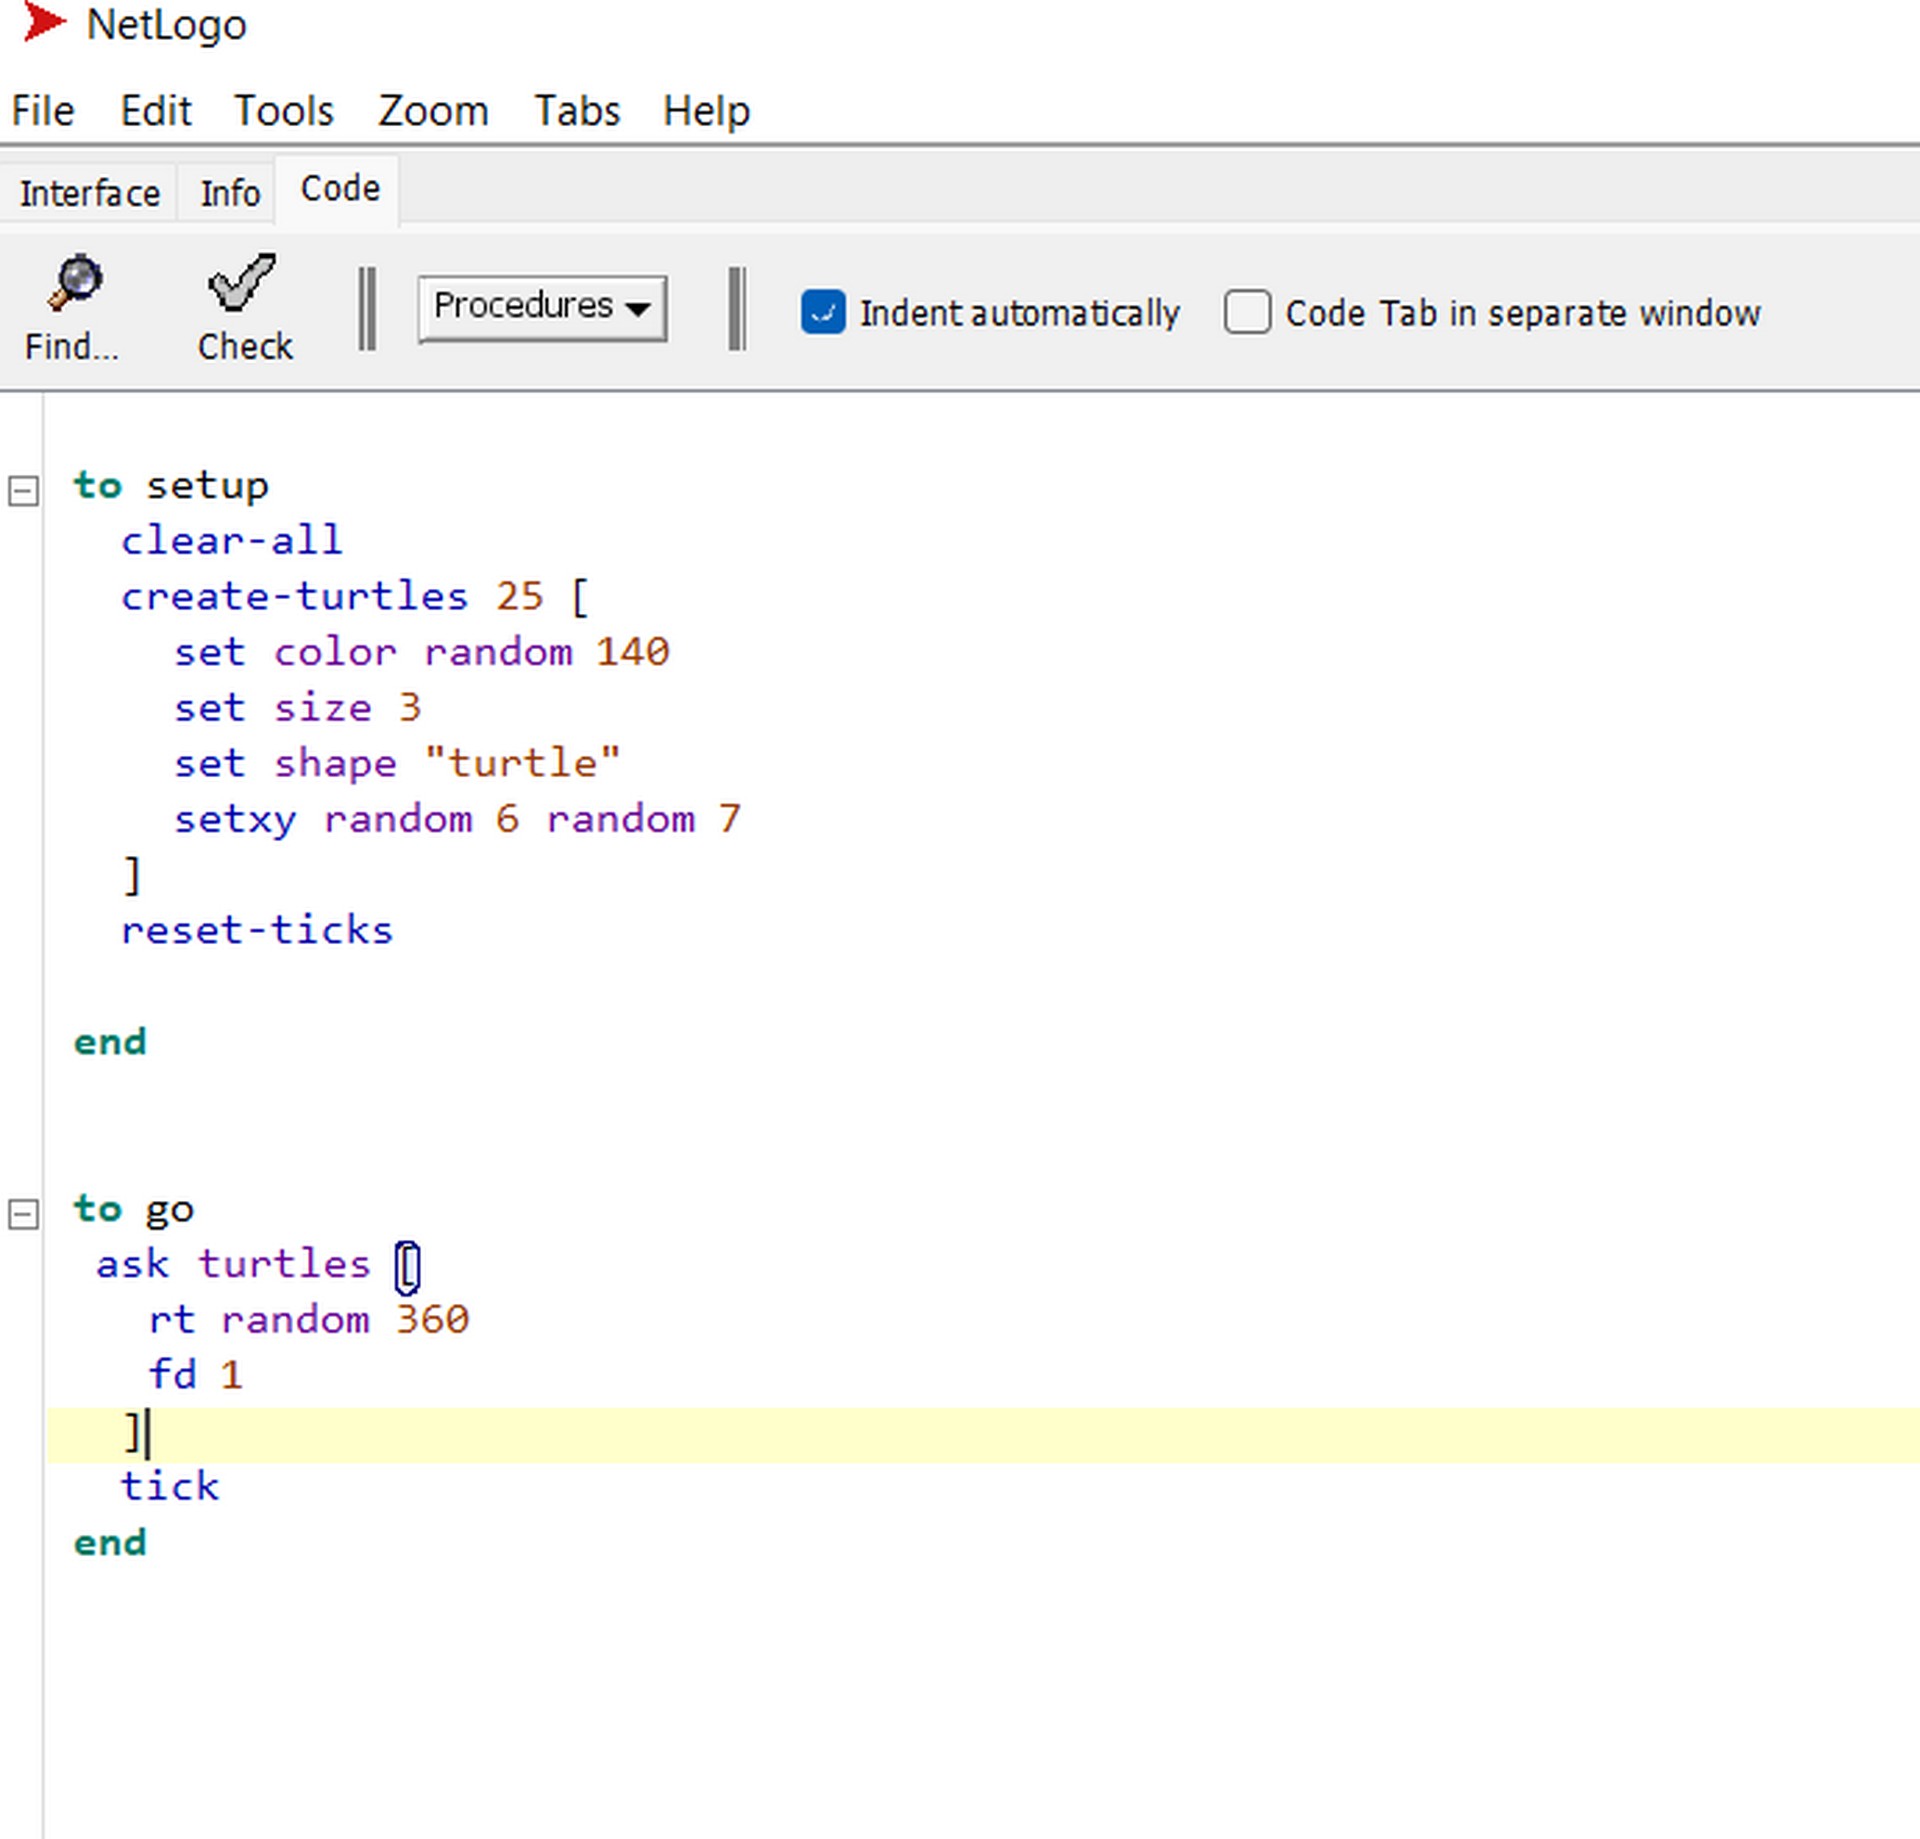 NetLogo
File Edit Tools Zoom Tabs Help
Interface Info Code
Find... Check Procedures Indent automatically Code Tab in separate window
to setup
clear-all
create-turtles 25 [
set color random 140
set size 3
set shape "turtle"
setxy random 6 random 7
]
reset-ticks
end
to go
ask turtles [
rt random 360
fd 1
]
tick
end